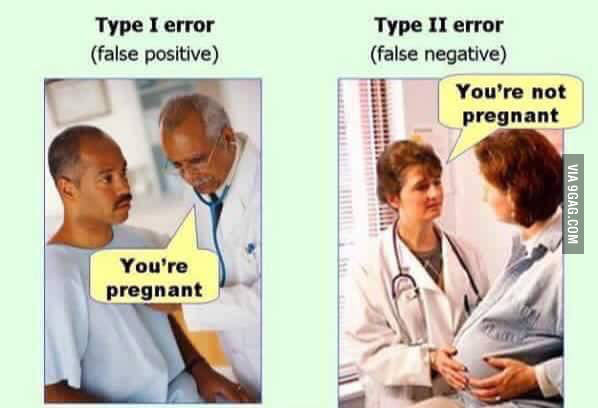 Type I error
(false positive)
You're
pregnant
Type II error
(false negative)
You're not
pregnant
VIA 9GAG.COM